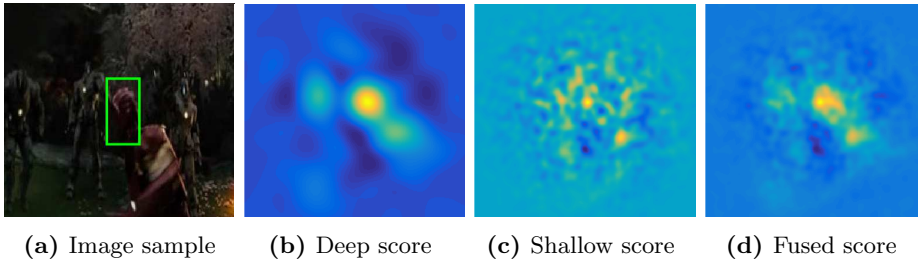 (a) Image sample
(b) Deep score
(c) Shallow score
(d) Fused score